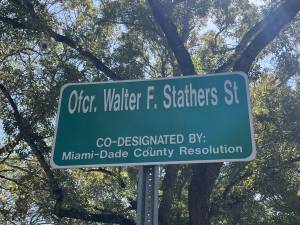 Ofcr. Walter F. Stathers St
CO-DESIGNATED BY:
Miami-Dade County Resolution